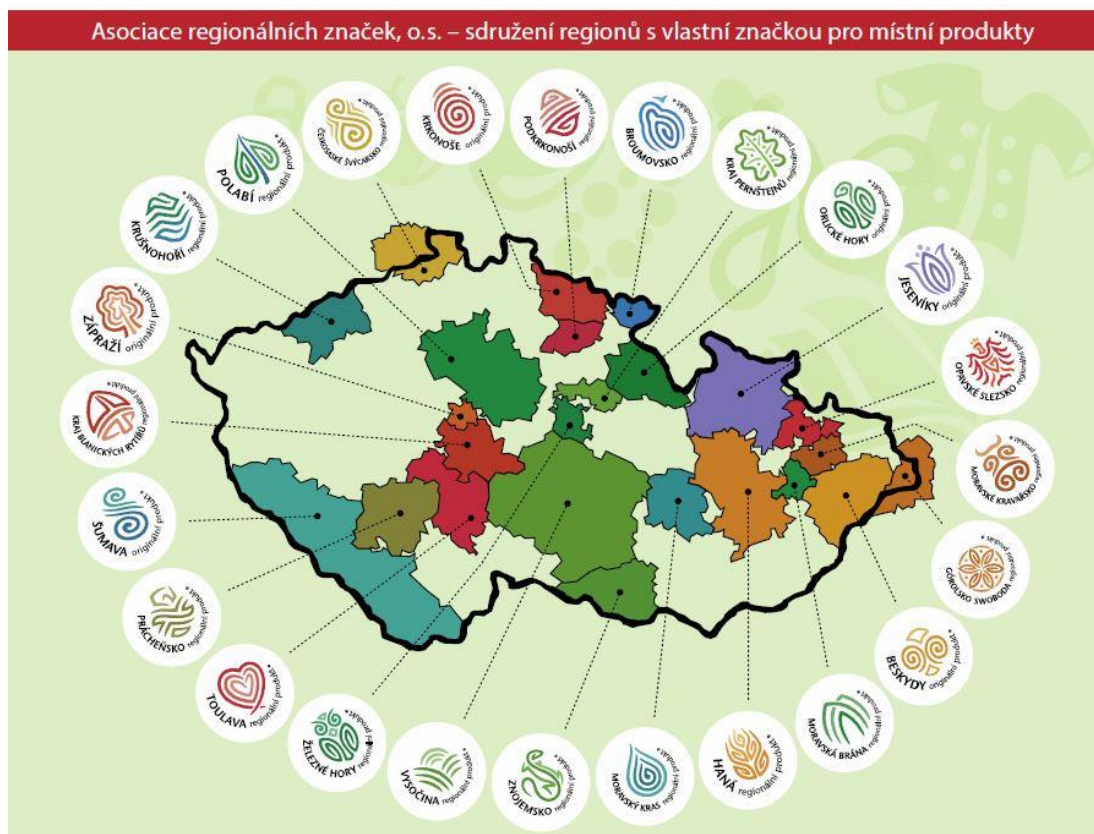 Asociace regionálních značek, o.s. – sdružení regionů s vlastní značkou pro místní produkty
ČESKOSASKÉ ŠVÝCARSKO regionální produkt
KRKONOŠE originální produkt
PODKRKONOŠÍ regionální produkt
BROUMOVSKO regionální produkt
KRAJ PERNŠTEJNŮ regionální produkt
POLABÍ regionální produkt
ORLICKÉ HORY originální produkt
KRUŠNOHOŘÍ regionální produkt
JESENÍKY originální produkt
ZÁPRAŽÍ originální produkt
OPAVSKÉ SLEZSKO regionální produkt
KRAJ BLANICKÝCH RYTÍŘŮ regionální produkt
MORAVSKÉ KRAVAŘSKO regionální produkt
ŠUMAVA originální produkt
GÓROLSKO SWOBODA regionální produkt
PRÁCHEŇSKO regionální produkt
BESKYDY originální produkt
TOULAVA regionální produkt
MORAVSKÁ BRÁNA regionální produkt
ŽELEZNÉ HORY regionální produkt
VYSOČINA regionální produkt
ZNOJEMSKO regionální produkt
MORAVSKÝ KRAS regionální produkt
HANÁ regionální produkt